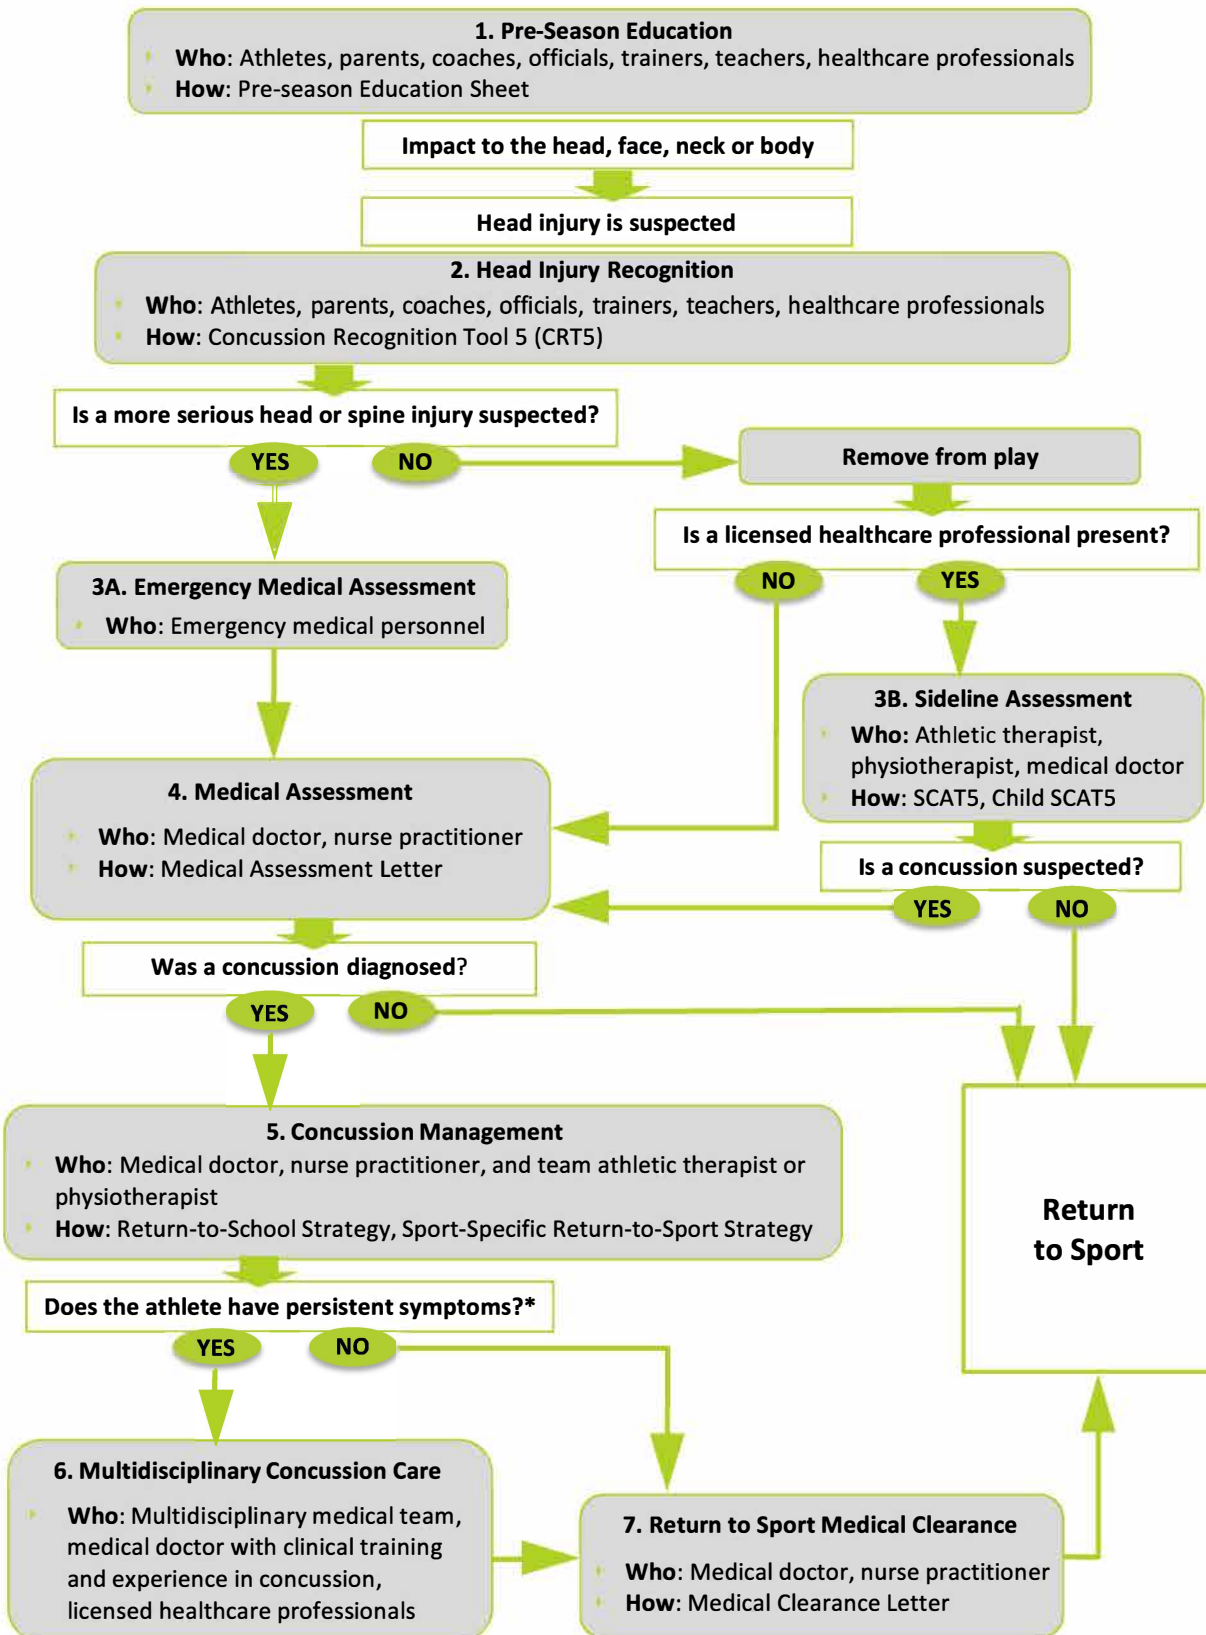 1. Pre-Season Education
Who: Athletes, parents, coaches, officials, trainers, teachers, healthcare professionals
How: Pre-season Education Sheet
Impact to the head, face, neck or body
Head injury is suspected
2. Head Injury Recognition
Who: Athletes, parents, coaches, officials, trainers, teachers, healthcare professionals
How: Concussion Recognition Tool 5 (CRT5)
Is a more serious head or spine injury suspected?
YES
NO
Remove from play
Is a licensed healthcare professional present?
NO
YES
3A. Emergency Medical Assessment
Who: Emergency medical personnel
3B. Sideline Assessment
Who: Athletic therapist,
physiotherapist, medical doctor
How: SCAT5, Child SCAT5
Is a concussion suspected?
YES
NO
4. Medical Assessment
Who: Medical doctor, nurse practitioner
How: Medical Assessment Letter
Was a concussion diagnosed?
YES
NO
5. Concussion Management
Who: Medical doctor, nurse practitioner, and team athletic therapist or
physiotherapist
How: Return-to-School Strategy, Sport-Specific Return-to-Sport Strategy
Does the athlete have persistent symptoms?*
YES
NO
Return
to Sport
6. Multidisciplinary Concussion Care
Who: Multidisciplinary medical team,
medical doctor with clinical training
and experience in concussion,
licensed healthcare professionals
7. Return to Sport Medical Clearance
Who: Medical doctor, nurse practitioner
How: Medical Clearance Letter